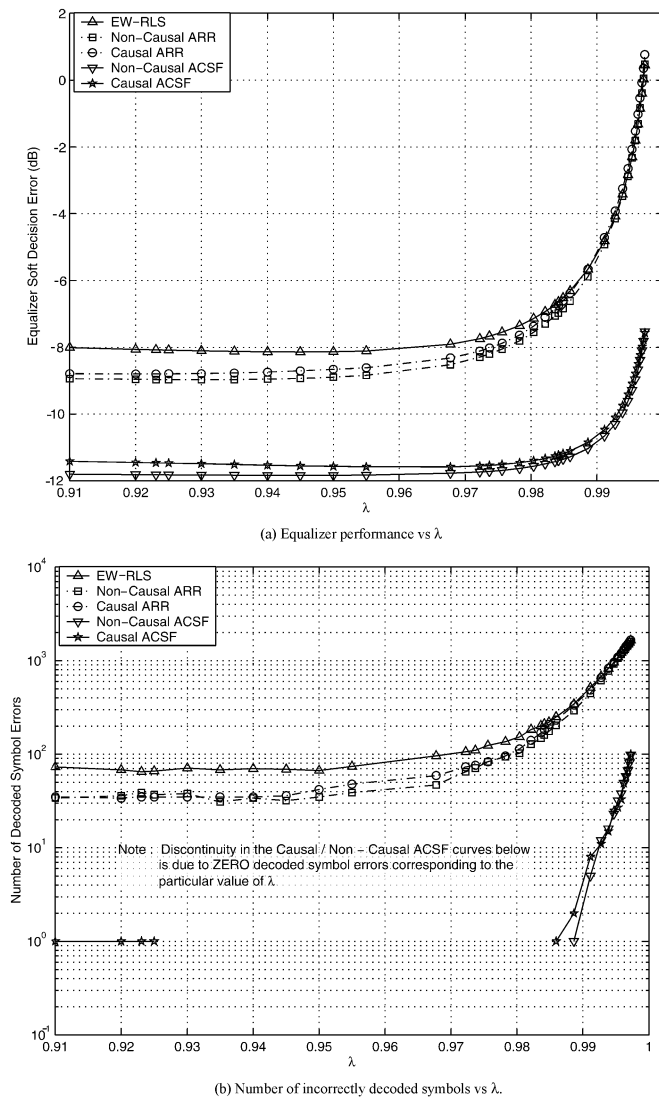 EW−RLS
Non−Causal ARR
Causal ARR
Non−Causal ACSF
Causal ACSF
Equalizer Soft Decision Error (dB)
0
-2
-4
-6
-8
-10
-12
0.91 0.92 0.93 0.94 0.95 0.96 0.97 0.98 0.99
λ
(a) Equalizer performance vs λ
EW−RLS
Non−Causal ARR
Causal ARR
Non−Causal ACSF
Causal ACSF
Number of Decoded Symbol Errors
10^4
10^3
10^2
10^1
10^0
10^-1
Note : Discontinuity in the Causal / Non − Causal ACSF curves below
is due to ZERO decoded symbol errors corresponding to the
particular value of λ
0.91 0.92 0.93 0.94 0.95 0.96 0.97 0.98 0.99 1
λ
(b) Number of incorrectly decoded symbols vs λ.